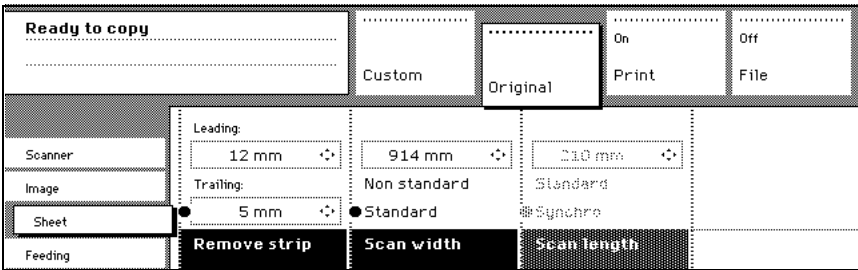 Ready to copy
Custom
Original
On
Print
Off
File
Scanner
Image
Sheet
Feeding
Leading:
12 mm
Trailing:
5 mm
Remove strip
914 mm
Non standard
Standard
Scan width
210 mm
Standard
Synchro
Scan length